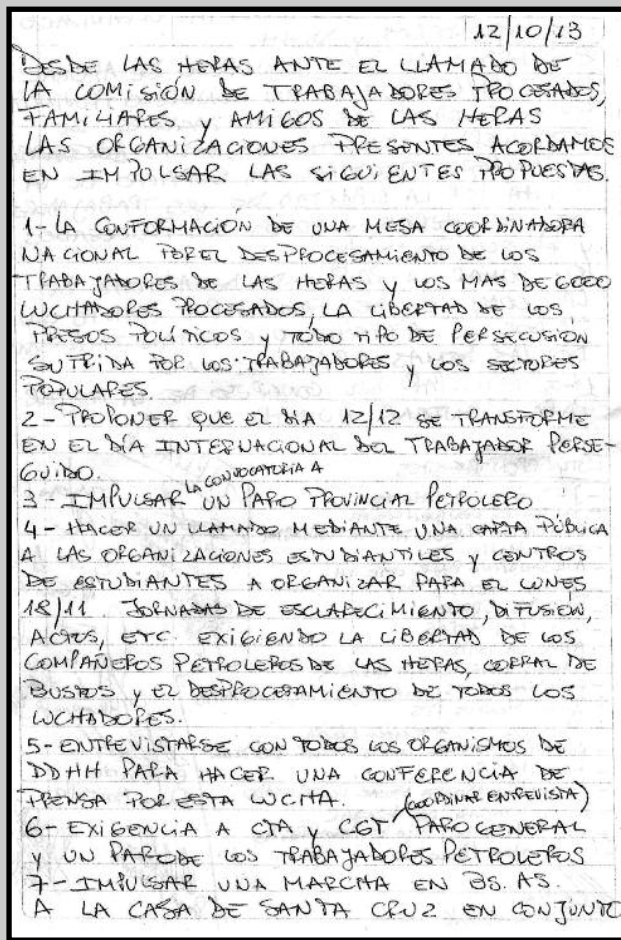 12/10/13
DESDE LAS HERAS ANTE EL LLAMADO DE
LA COMISIÓN DE TRABAJADORES PROCESADOS,
FAMILIARES y AMIGOS DE LAS HERAS
LAS ORGANIZACIONES PRESENTES ACORDAMOS
EN IMPULSAR LAS SIGUIENTES PROPUESTAS.
1- LA CONFORMACIÓN DE UNA MESA COORDINADORA
NACIONAL POR EL DESPROCESAMIENTO DE LOS
TRABAJADORES DE LAS HERAS y LOS MAS DE 6000
LUCHADORES PROCESADOS, LA LIBERTAD DE LOS
PRESOS POLÍTICOS y TODO TIPO DE PERSECUSIÓN
SUFRIDA POR LOS TRABAJADORES y LOS SECTORES
POPULARES.
2- PROPONER QUE EL DIA 12/12 SE TRANSFORME
EN EL DÍA INTERNACIONAL DEL TRABAJADOR PERSE-
GUIDO.
3- IMPULSAR LA CONVOCATORIA A UN PARO PROVINCIAL PETROLERO
4- HACER UN LLAMADO MEDIANTE UNA CARTA PÚBLICA
A LAS ORGANIZACIONES ESTUDIANTILES y CENTROS
DE ESTUDIANTES A ORGANIZAR PARA EL LUNES
18/11 JORNADAS DE ESCLARECIMIENTO, DIFUSIÓN,
ACTOS, ETC. EXIGIENDO LA LIBERTAD DE LOS
COMPAÑEROS PETROLEROS DE LAS HERAS, CORRAL DE
BUSTOS y EL DESPROCESAMIENTO DE TODOS LOS
LUCHADORES.
5- ENTREVISTARSE CON TODOS LOS ORGANISMOS DE
DDHH PARA HACER UNA CONFERENCIA DE
PRENSA POR ESTA LUCHA.
6- EXIGENCIA A CTA y CGT (COORDINAR ENTREVISTA) PARO GENERAL
y UN PARO DE LOS TRABAJADORES PETROLEROS
7- IMPULSAR UNA MARCHA EN BS. AS.
A LA CASA DE SANTA CRUZ EN CONJUNTO